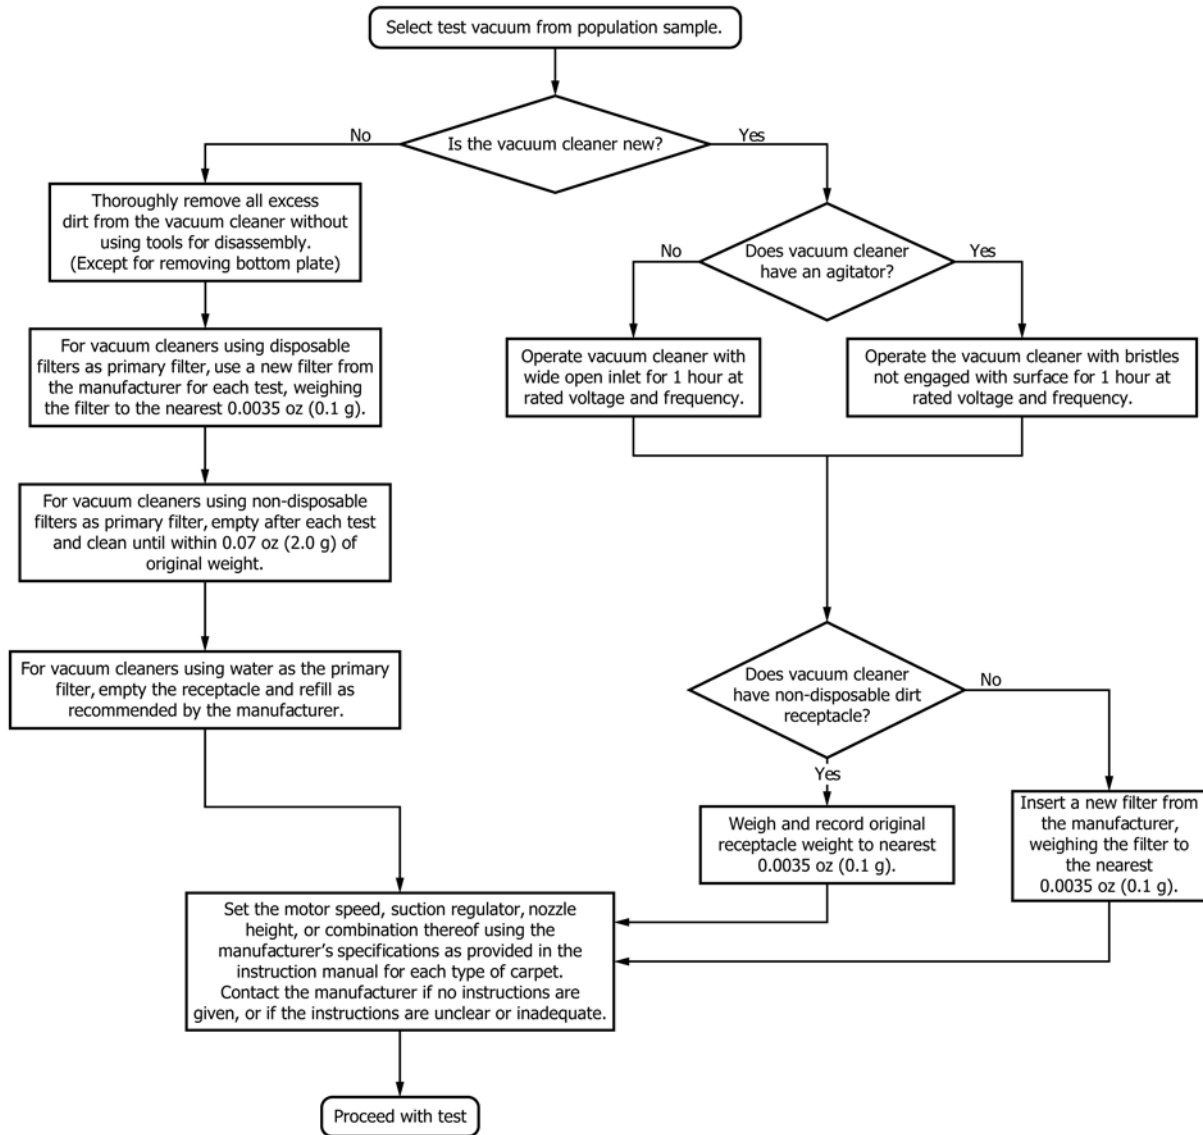 Select test vacuum from population sample.
Is the vacuum cleaner new?
No
Yes
Thoroughly remove all excess
dirt from the vacuum cleaner without
using tools for disassembly.
(Except for removing bottom plate)
For vacuum cleaners using disposable
filters as primary filter, use a new filter from
the manufacturer for each test, weighing
the filter to the nearest 0.0035 oz (0.1 g).
For vacuum cleaners using non-disposable
filters as primary filter, empty after each test
and clean until within 0.07 oz (2.0 g) of
original weight.
For vacuum cleaners using water as the primary
filter, empty the receptacle and refill as
recommended by the manufacturer.
Does vacuum cleaner
have an agitator?
No
Yes
Operate vacuum cleaner with
wide open inlet for 1 hour at
rated voltage and frequency.
Operate the vacuum cleaner with bristles
not engaged with surface for 1 hour at
rated voltage and frequency.
Does vacuum cleaner
have non-disposable dirt
receptacle?
No
Yes
Weigh and record original
receptacle weight to nearest
0.0035 oz (0.1 g).
Insert a new filter from
the manufacturer,
weighing the filter to
the nearest
0.0035 oz (0.1 g).
Set the motor speed, suction regulator, nozzle
height, or combination thereof using the
manufacturer's specifications as provided in the
instruction manual for each type of carpet.
Contact the manufacturer if no instructions are
given, or if the instructions are unclear or inadequate.
Proceed with test